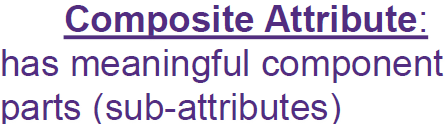 Composite Attribute:
has meaningful component
parts (sub-attributes)